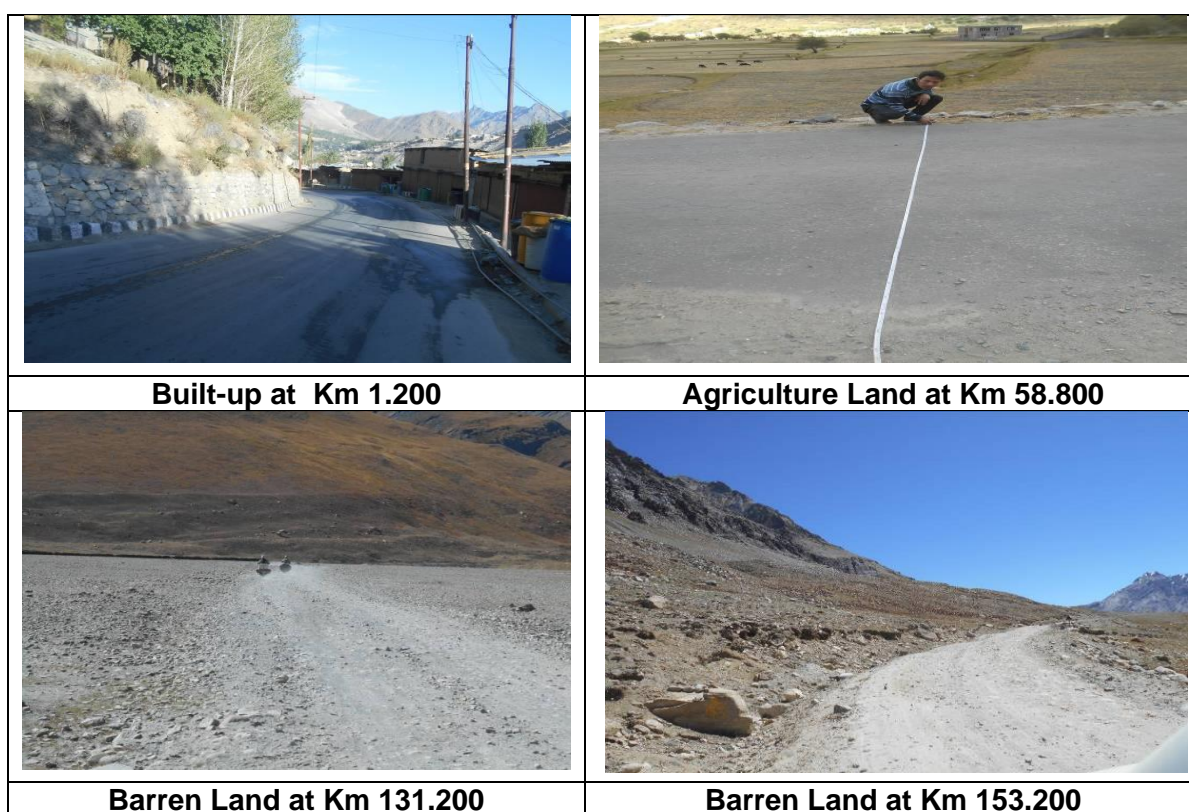 Built-up at  Km 1.200
Agriculture Land at Km 58.800
Barren Land at Km 131.200
Barren Land at Km 153.200